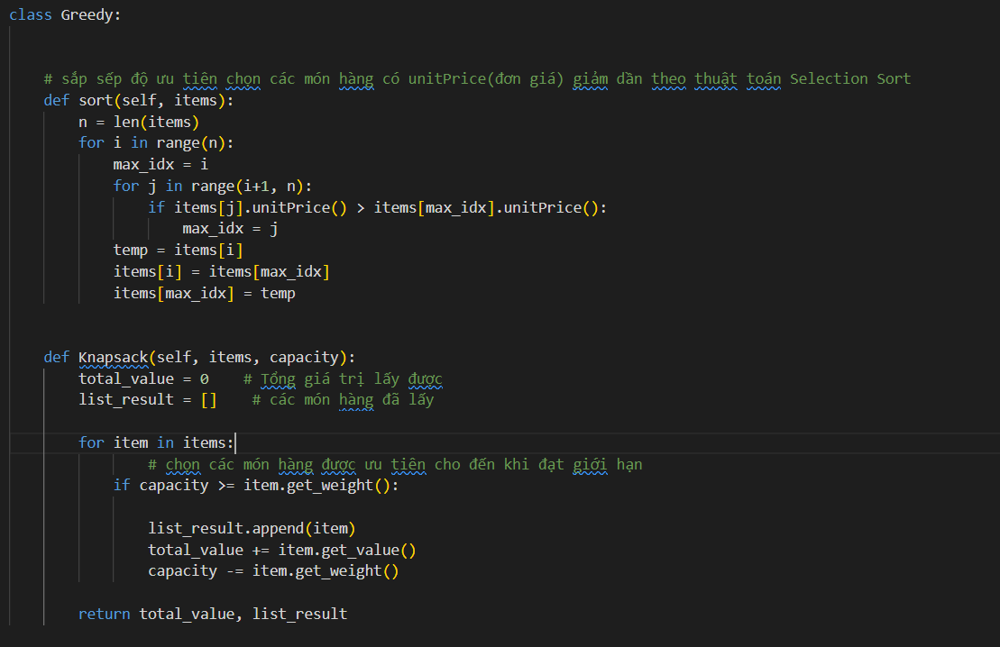 class Greedy:
# sắp sếp độ ưu tiên chọn các món hàng có unitPrice(đơn giá) giảm dần theo thuật toán Selection Sort
def sort(self, items):
n = len(items)
for i in range(n):
max_idx = i
for j in range(i+1, n):
if items[j].unitPrice() > items[max_idx].unitPrice():
max_idx = j
temp = items[i]
items[i] = items[max_idx]
items[max_idx] = temp
def Knapsack(self, items, capacity):
total_value = 0    # Tổng giá trị lấy được
list_result = []    # các món hàng đã lấy
for item in items:
# chọn các món hàng được ưu tiên cho đến khi đạt giới hạn
if capacity >= item.get_weight():
list_result.append(item)
total_value += item.get_value()
capacity -= item.get_weight()
return total_value, list_result